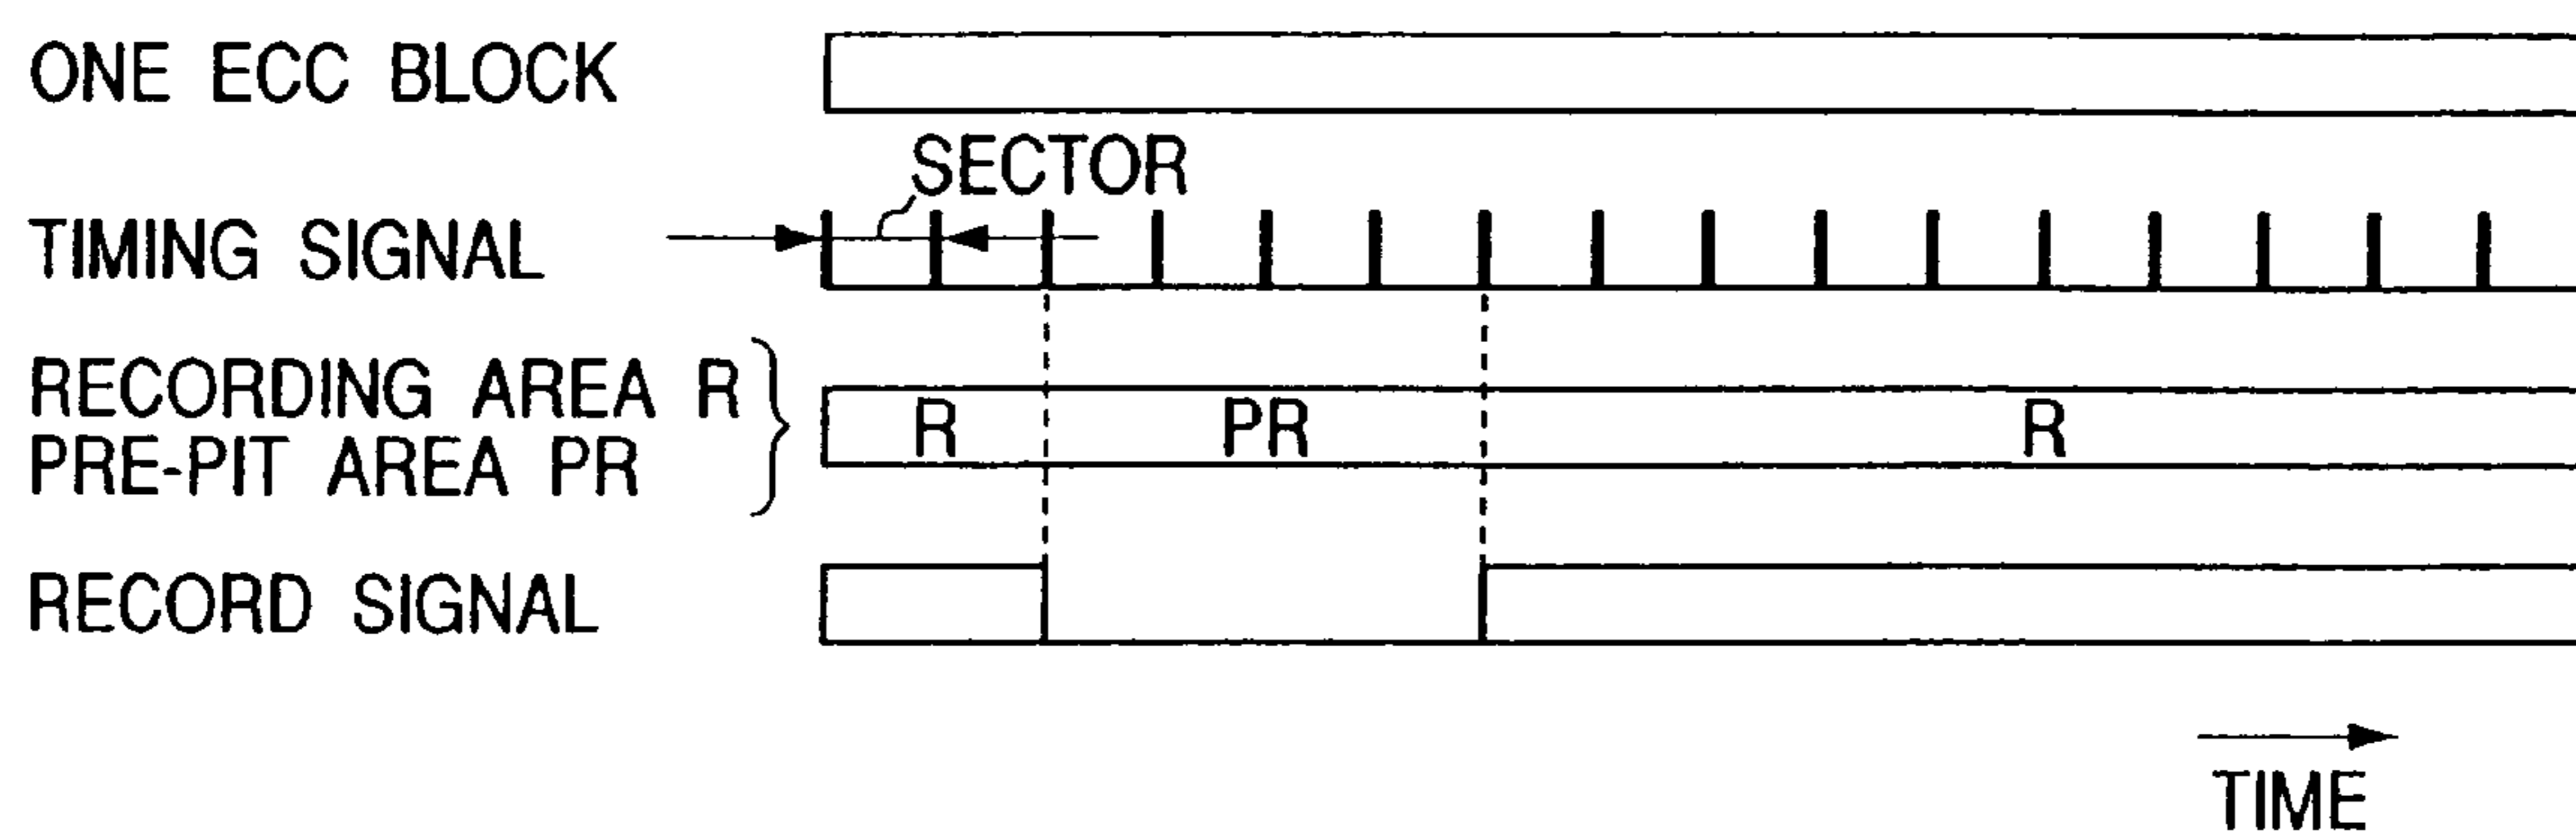 ONE ECC BLOCK
SECTOR
TIMING SIGNAL
RECORDING AREA R
PRE-PIT AREA PR
R PR R
RECORD SIGNAL
TIME